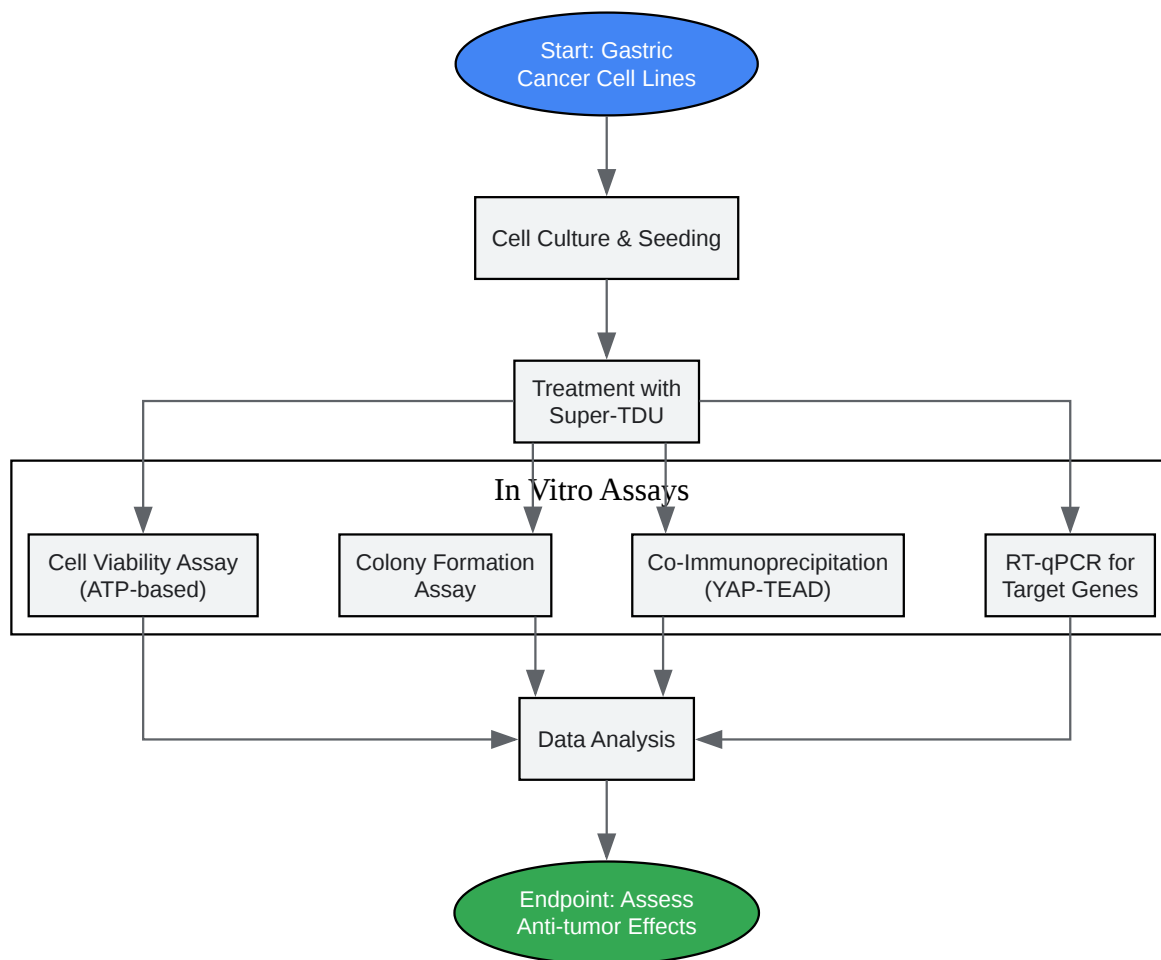 Start: Gastric
Cancer Cell Lines
Cell Culture & Seeding
Treatment with
Super-TDU
In Vitro Assays
Cell Viability Assay
(ATP-based)
Colony Formation
Assay
Co-Immunoprecipitation
(YAP-TEAD)
RT-qPCR for
Target Genes
Data Analysis
Endpoint: Assess
Anti-tumor Effects